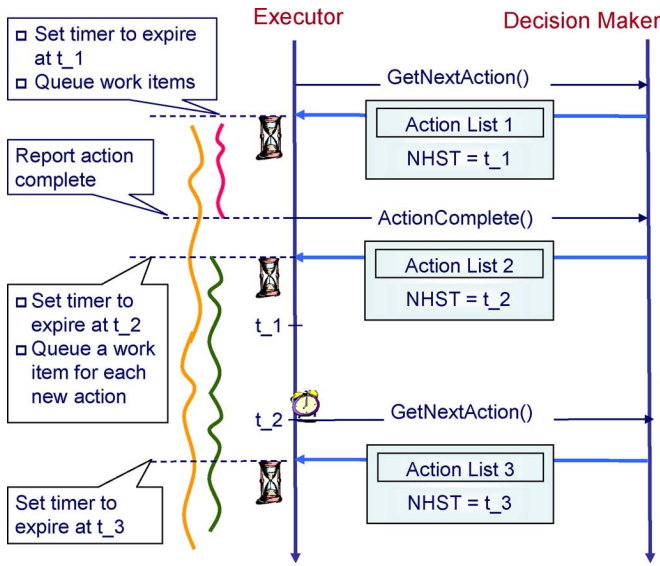 Executor
Decision Maker
Set timer to expire
at t_1
Queue work items
GetNextAction()
Action List 1
NHST = t_1
Report action
complete
ActionComplete()
Action List 2
NHST = t_2
Set timer to
expire at t_2
Queue a work
item for each
new action
t_1
t_2
GetNextAction()
Action List 3
NHST = t_3
Set timer to
expire at t_3